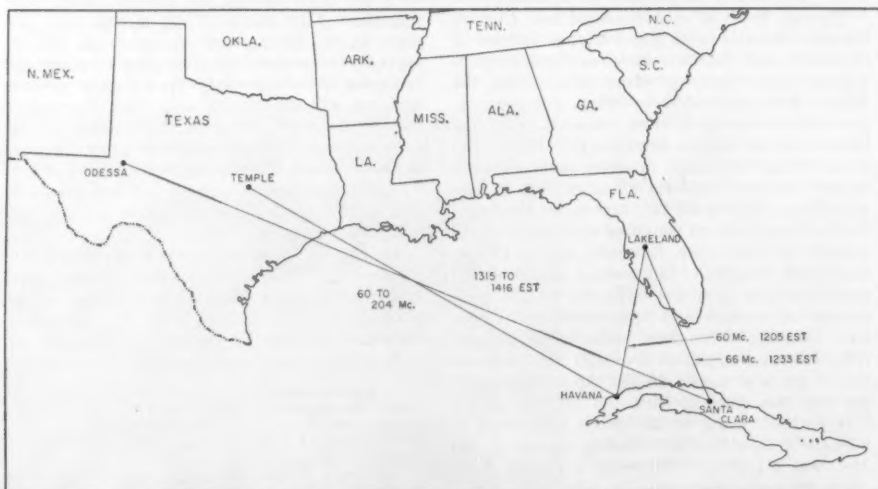 TENN.
N.C.
OKLA.
ARK.
S.C.
N. MEX.
MISS.
ALA.
GA.
TEXAS
LA.
ODESSA
TEMPLE
FLA.
LAKELAND
1315 TO
1416 EST
60 TO
204 Mc.
60 Mc. 1205 EST
66 Mc. 1233 EST
HAVANA
SANTA
CLARA